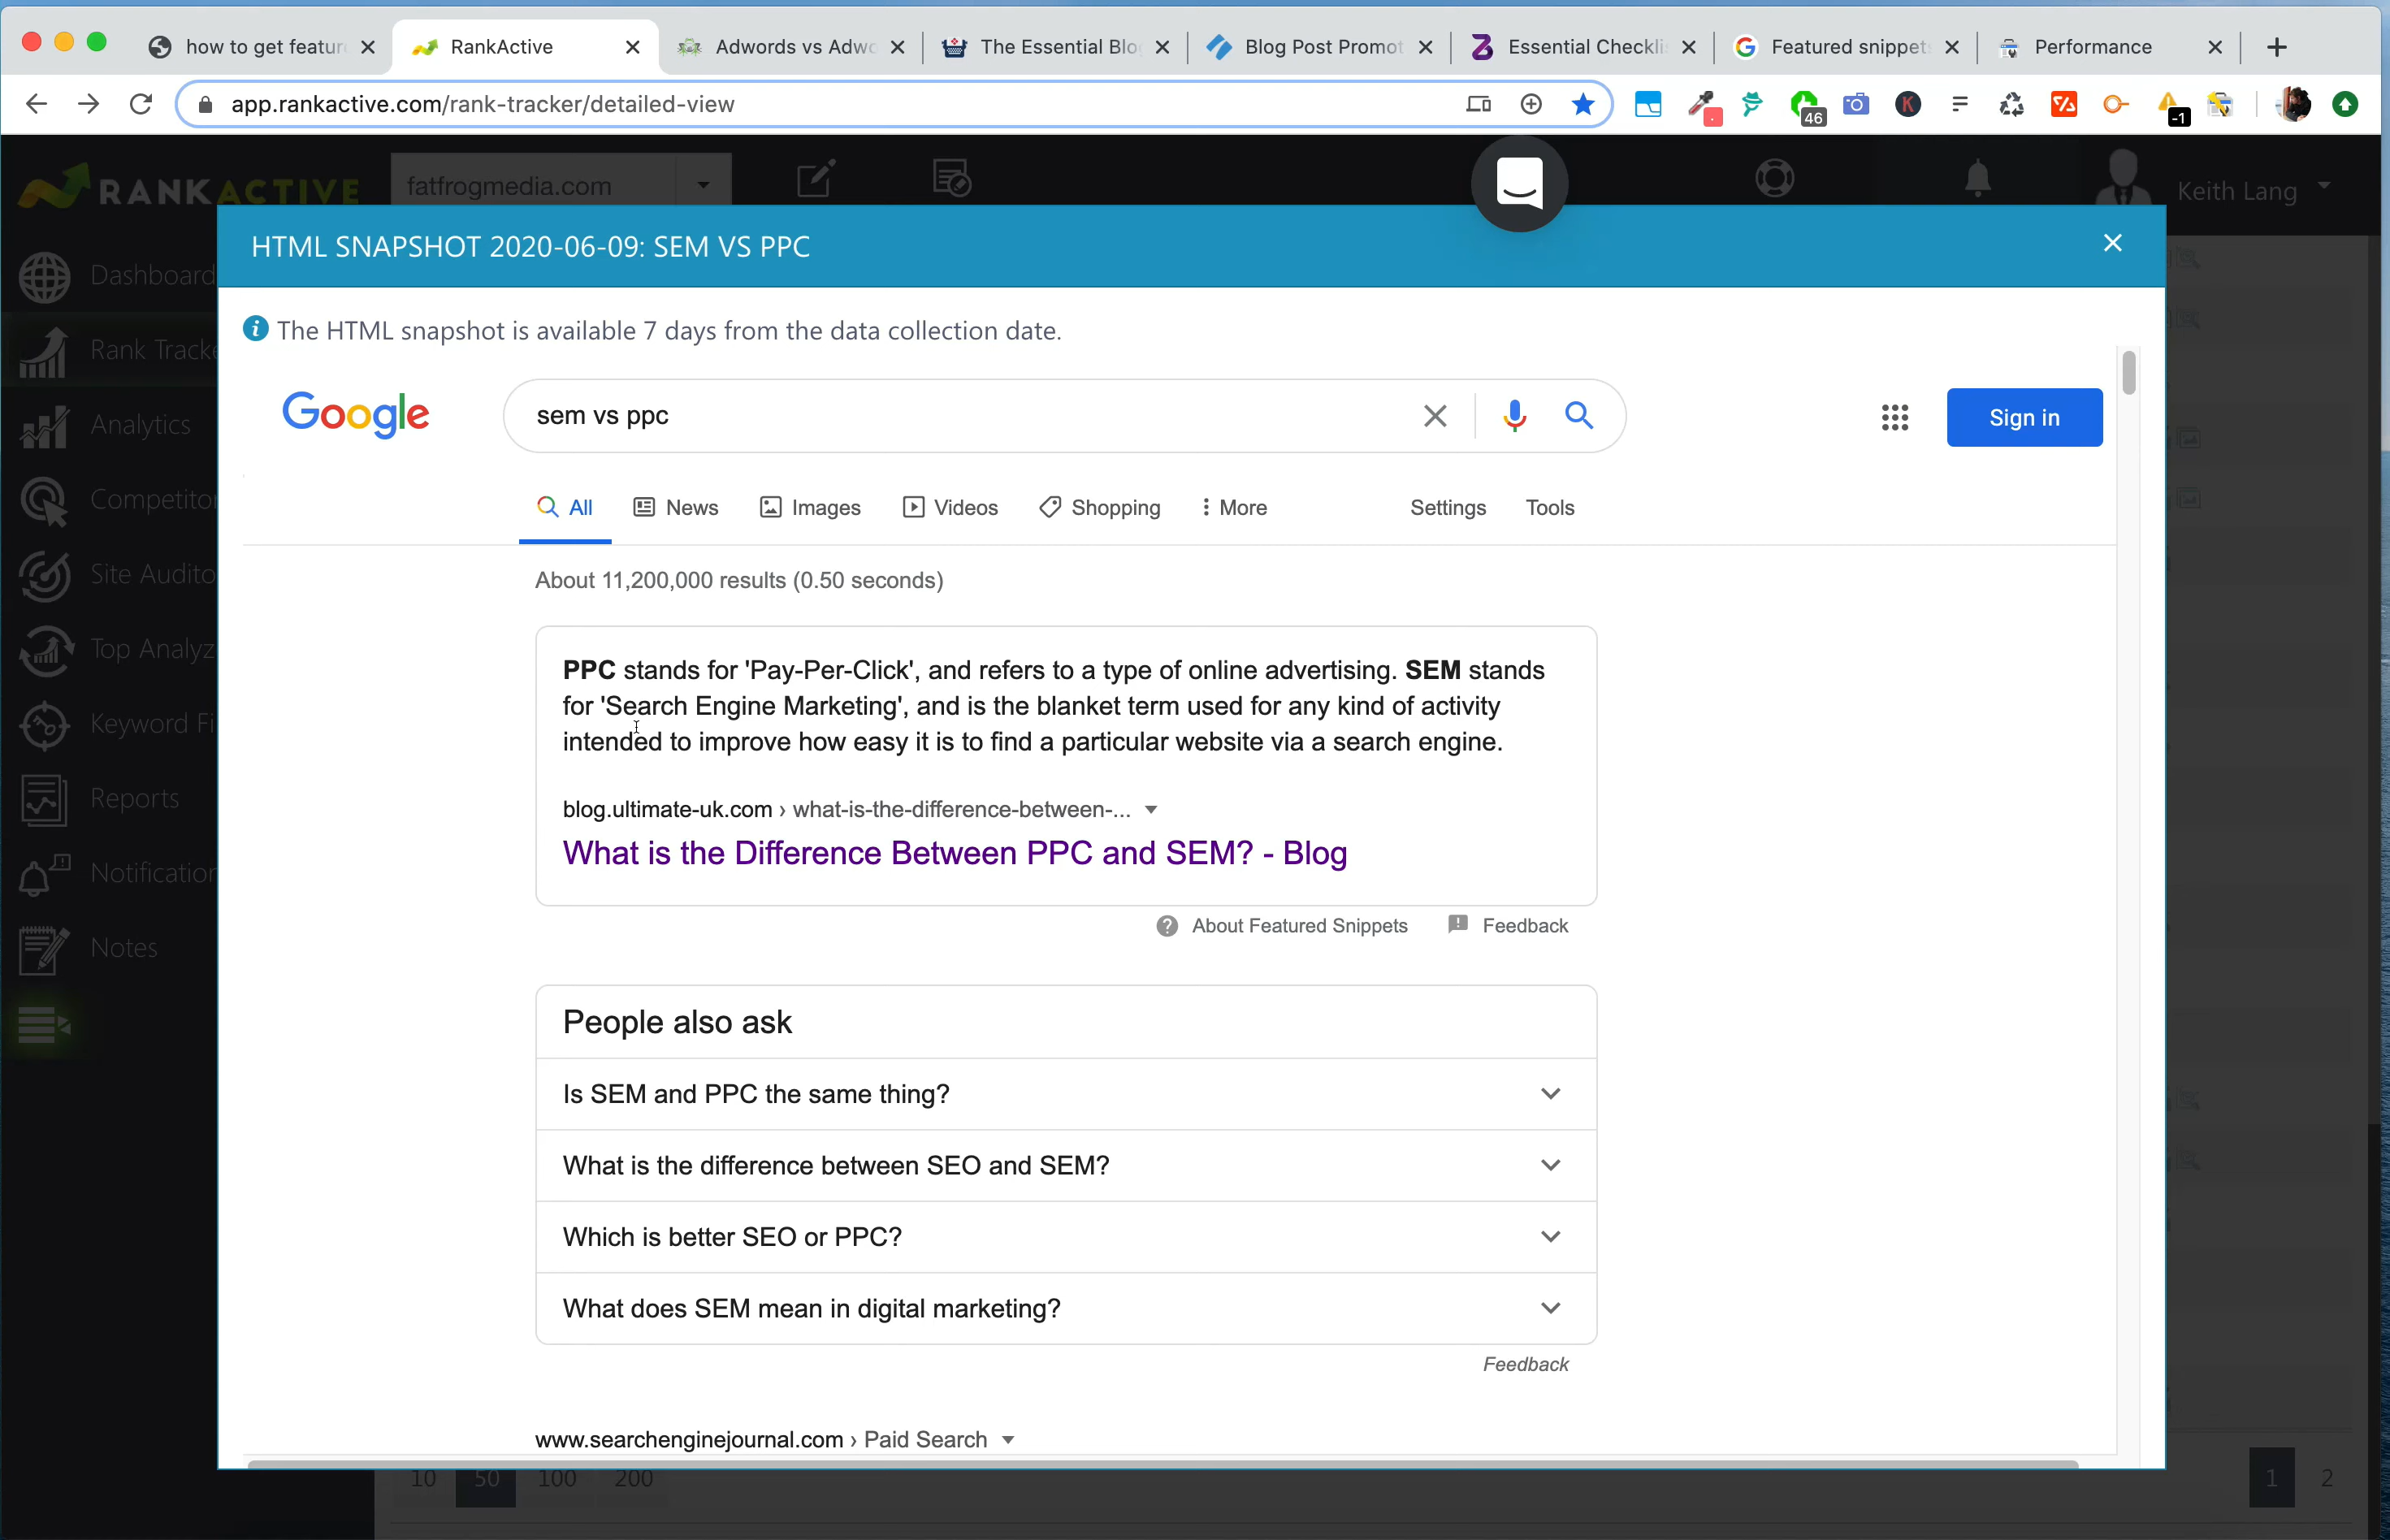 how to get featur
RankActive
Adwords vs Adwo
The Essential Blo
Blog Post Promot
Essential Checkli
Featured snippet
Performance
app.rankactive.com/rank-tracker/detailed-view
46
-1
RANKACTIVE
fatfrogmedia.com
Keith Lang
HTML SNAPSHOT 2020-06-09: SEM VS PPC
Dashboard
Rank Tracke
Analytics
Competitor
Site Audito
Top Analyz
Keyword Fi
Reports
Notification
Notes
The HTML snapshot is available 7 days from the data collection date.
Google
sem vs ppc
Sign in
All
News
Images
Videos
Shopping
More
Settings
Tools
About 11,200,000 results (0.50 seconds)
PPC stands for 'Pay-Per-Click', and refers to a type of online advertising. SEM stands
for 'Search Engine Marketing', and is the blanket term used for any kind of activity
intended to improve how easy it is to find a particular website via a search engine.
blog.ultimate-uk.com › what-is-the-difference-between-...
What is the Difference Between PPC and SEM? - Blog
About Featured Snippets
Feedback
People also ask
Is SEM and PPC the same thing?
What is the difference between SEO and SEM?
Which is better SEO or PPC?
What does SEM mean in digital marketing?
Feedback
www.searchenginejournal.com › Paid Search
10 50 100 200
1 2